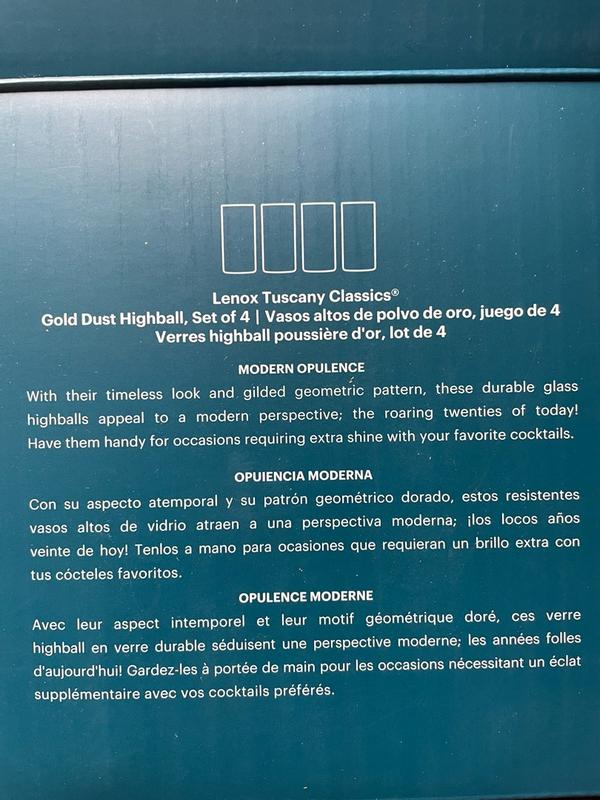 Lenox Tuscany Classics®
Gold Dust Highball, Set of 4 | Vasos altos de polvo de oro, juego de 4
Verres highball poussière d'or, lot de 4
MODERN OPULENCE
With their timeless look and gilded geometric pattern, these durable glass
highballs appeal to a modern perspective; the roaring twenties of today!
Have them handy for occasions requiring extra shine with your favorite cocktails.
OPUIENCIA MODERNA
Con su aspecto atemporal y su patrón geométrico dorado, estos resistentes
vasos altos de vidrio atraen a una perspectiva moderna; ¡los locos años
veinte de hoy! Tenlos a mano para ocasiones que requieran un brillo extra con
tus cócteles favoritos.
OPULENCE MODERNE
Avec leur aspect intemporel et leur motif géométrique doré, ces verre
highball en verre durable séduisent une perspective moderne; les années folles
d'aujourd'hui! Gardez-les à portée de main pour les occasions nécessitant un éclat
supplémentaire avec vos cocktails préférés.